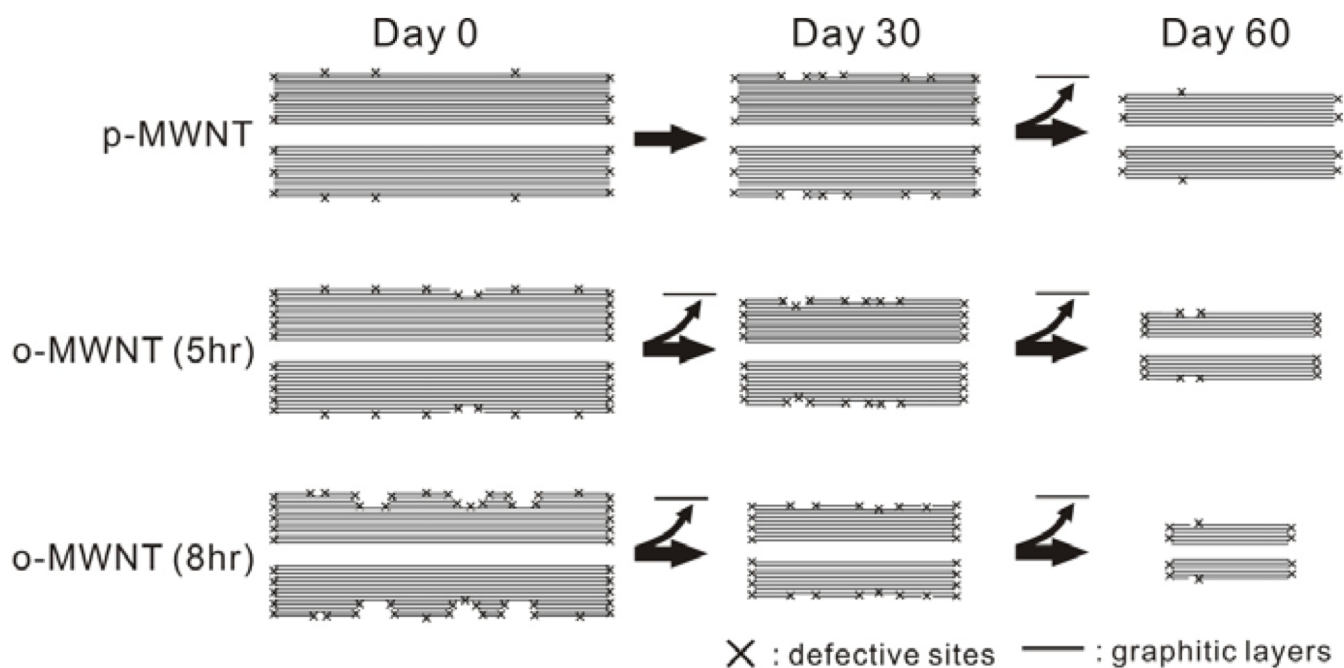 Day 0 Day 30 Day 60
p-MWNT
o-MWNT (5hr)
o-MWNT (8hr)
X : defective sites — : graphitic layers